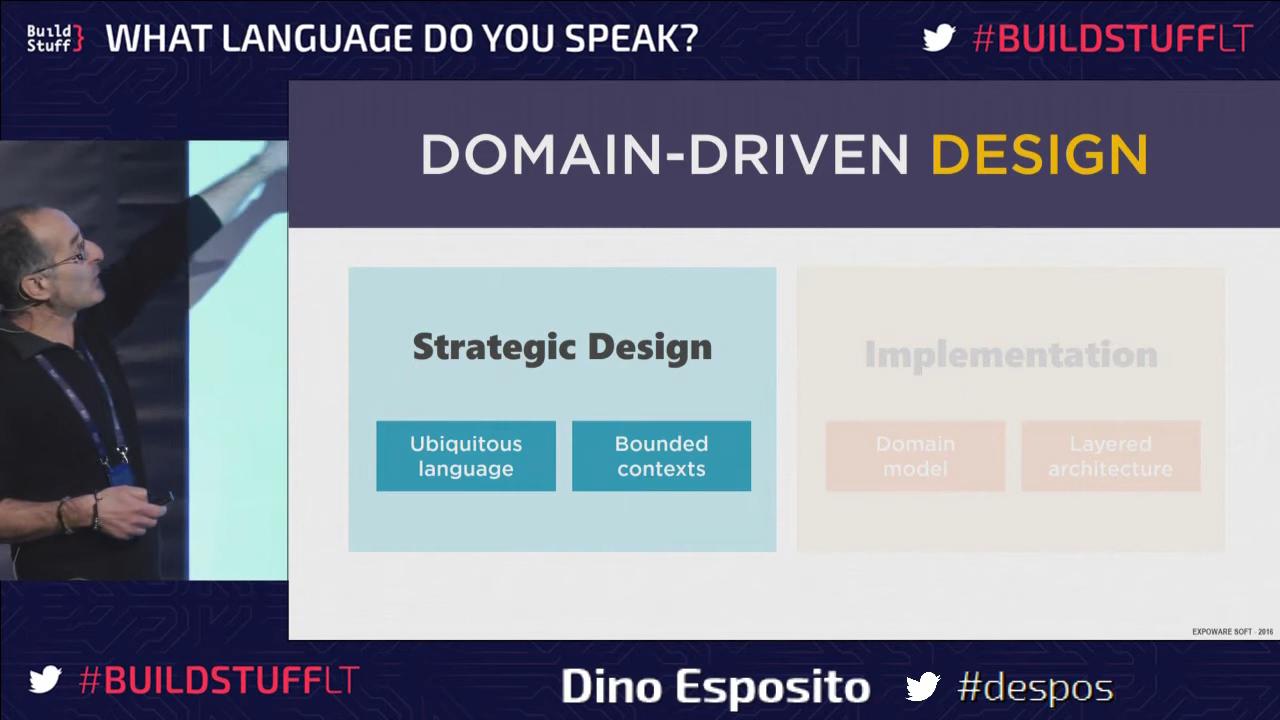 Build
Stuff}
WHAT LANGUAGE DO YOU SPEAK?
#BUILDSTUFFLT
DOMAIN-DRIVEN DESIGN
Strategic Design
Ubiquitous
language
Bounded
contexts
Implementation
Domain
model
Layered
architecture
EXPOWARE SOFT - 2016
#BUILDSTUFFLT
Dino Esposito
#despos